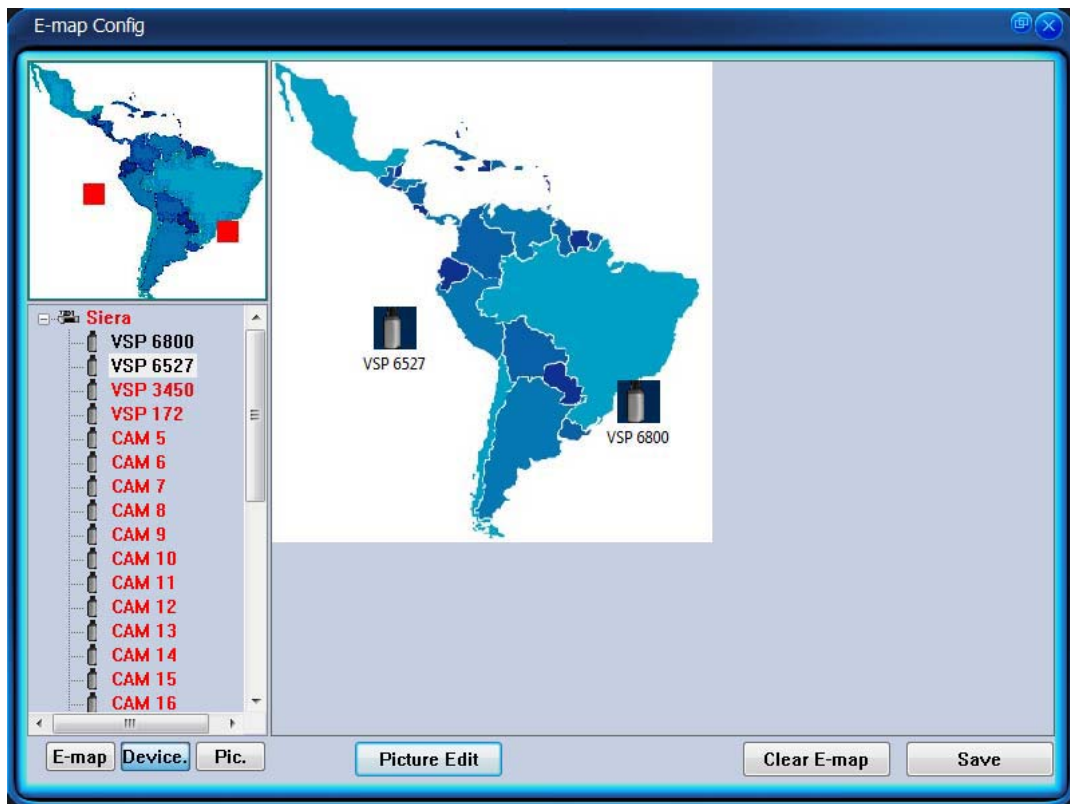 E-map Config
Siera
VSP 6800
VSP 6527
VSP 3450
VSP 172
CAM 5
CAM 6
CAM 7
CAM 8
CAM 9
CAM 10
CAM 11
CAM 12
CAM 13
CAM 14
CAM 15
CAM 16
VSP 6527
VSP 6800
E-map Device. Pic. Picture Edit Clear E-map Save